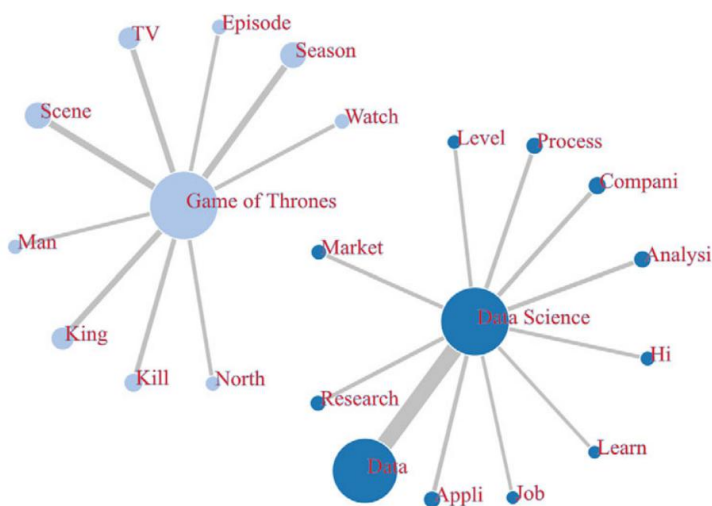 TV
Episode
Season
Scene
Watch
Game of Thrones
Man
King
Kill
North
Level
Process
Compani
Market
Analysi
Data Science
Hi
Research
Learn
Data
Appli
Job